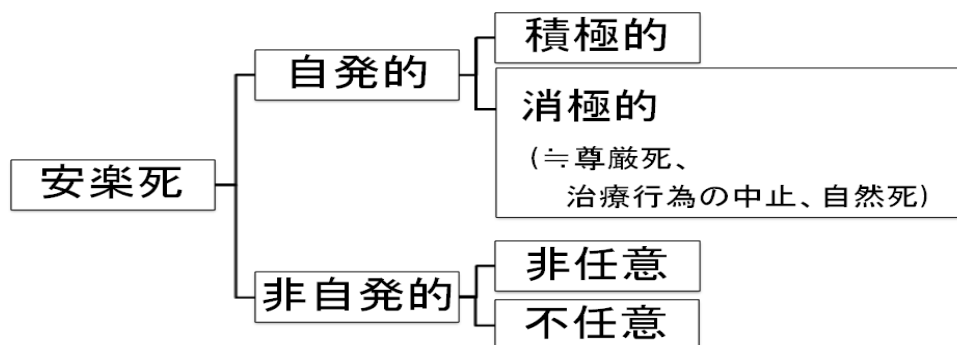 安楽死
自発的
積極的
消極的
(≒尊厳死、
治療行為の中止、自然死)
非自発的
非任意
不任意